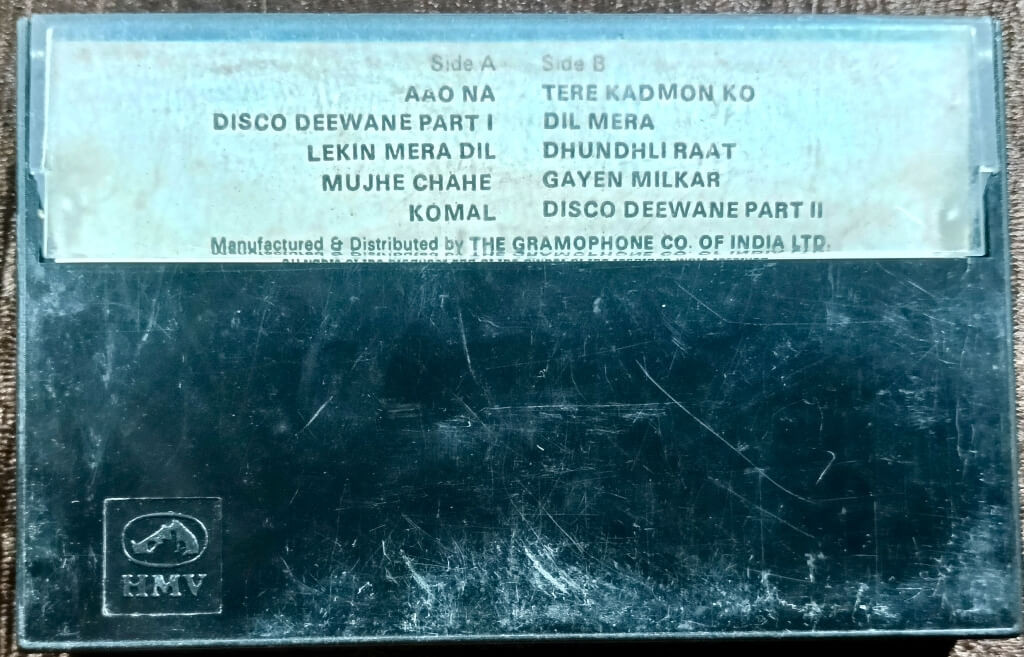 Side A
AAO NA
DISCO DEEWANE PART I
LEKIN MERA DIL
MUJHE CHAHE
KOMAL
Side B
TERE KADMON KO
DIL MERA
DHUNDHLI RAAT
GAYEN MILKAR
DISCO DEEWANE PART II
Manufactured & Distributed by THE GRAMOPHONE CO. OF INDIA LTD.
HMV